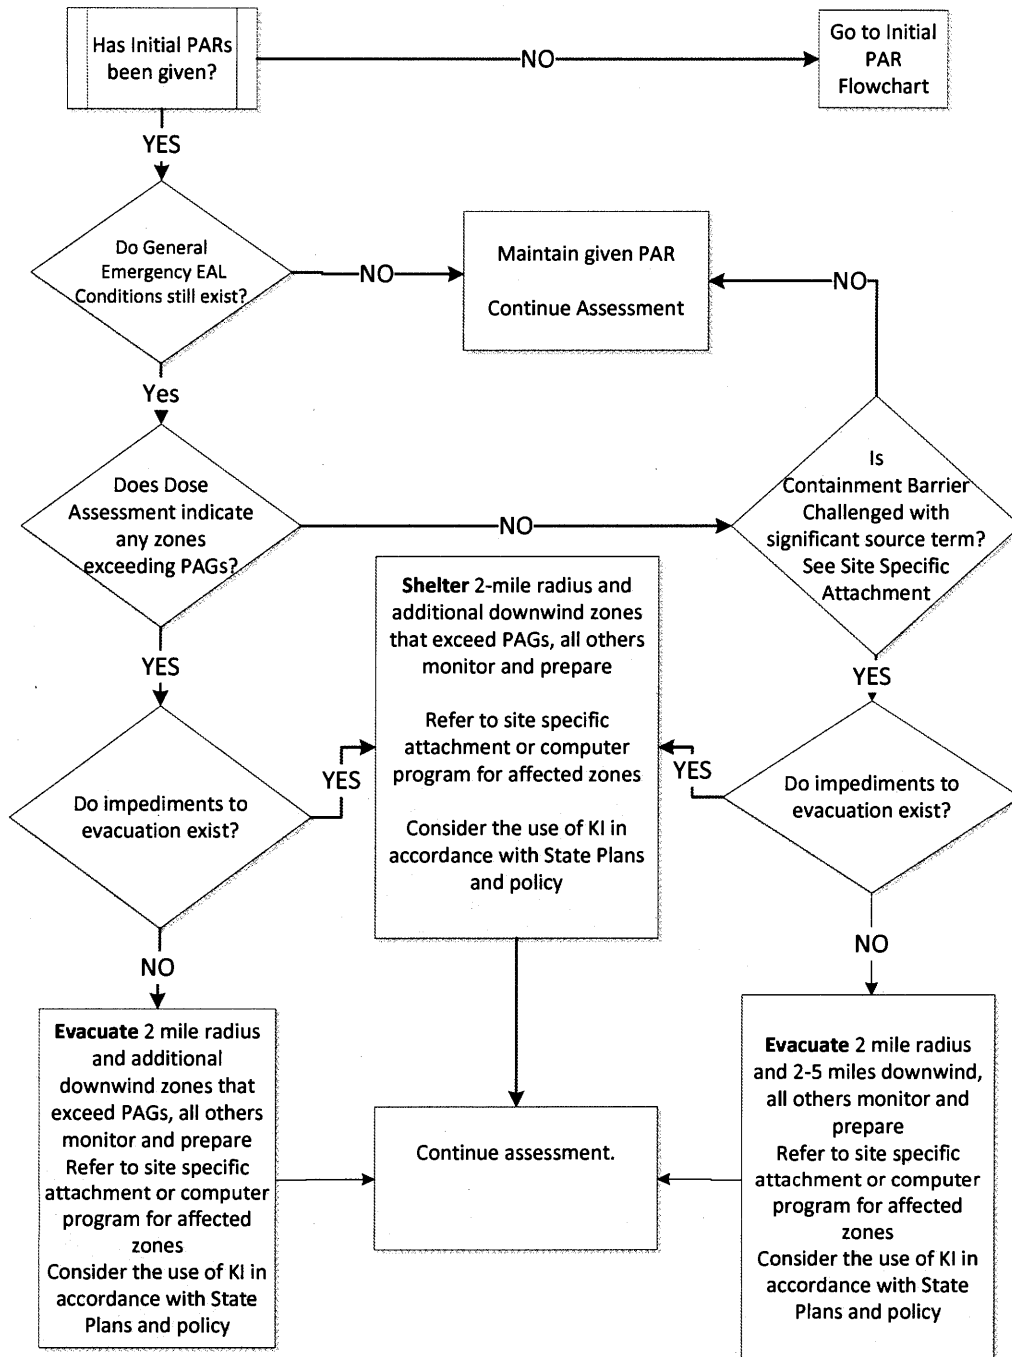 Has Initial PARs
been given?
NO
Go to Initial
PAR
Flowchart
YES
Do General
Emergency EAL
Conditions still exist?
NO
Maintain given PAR
Continue Assessment
NO
Yes
Does Dose
Assessment indicate
any zones
exceeding PAGs?
NO
Is
Containment Barrier
Challenged with
significant source term?
See Site Specific
Attachment
YES
Shelter 2-mile radius and
additional downwind zones
that exceed PAGs, all others
monitor and prepare
Refer to site specific
attachment or computer
program for affected zones
Consider the use of KI in
accordance with State Plans
and policy
YES
Do impediments to
evacuation exist?
YES
YES
Do impediments to
evacuation exist?
NO
NO
Evacuate 2 mile radius
and additional
downwind zones that
exceed PAGs, all others
monitor and prepare
Refer to site specific
attachment or computer
program for affected
zones
Consider the use of KI in
accordance with State
Plans and policy
Continue assessment.
Evacuate 2 mile radius
and 2-5 miles downwind,
all others monitor and
prepare
Refer to site specific
attachment or computer
program for affected
zones
Consider the use of KI in
accordance with State
Plans and policy